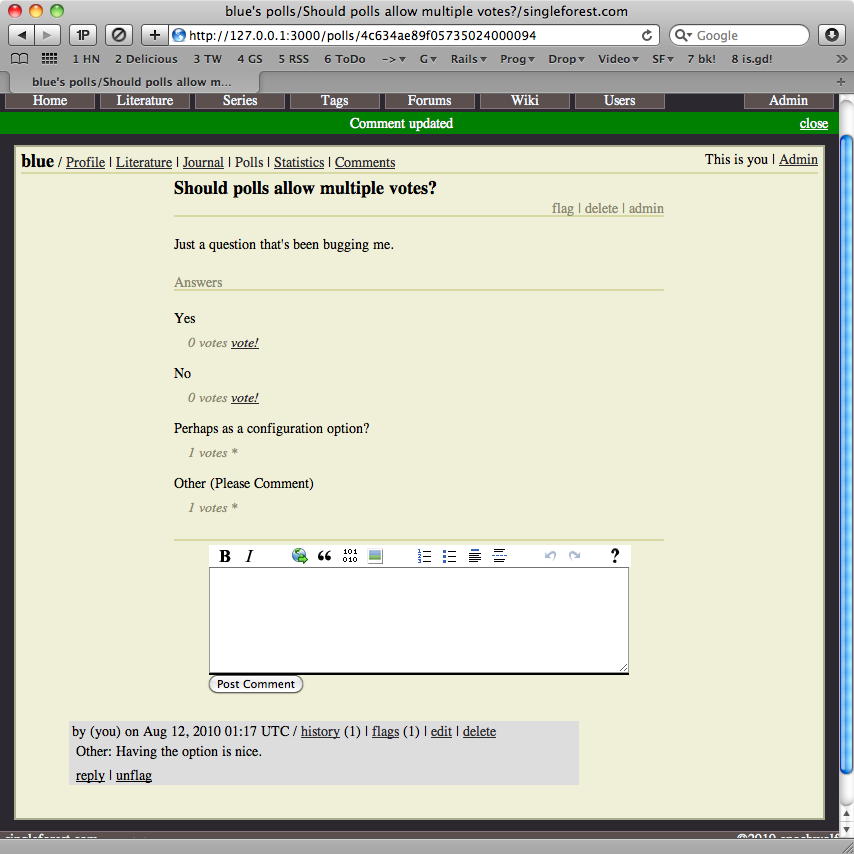 blue's polls/Should polls allow multiple votes?/singleforest.com
1P + http://127.0.0.1:3000/polls/4c634ae89f05735024000094 Google
1 HN 2 Delicious 3 TW 4 GS 5 RSS 6 ToDo ->▾ G▾ Rails▾ Prog▾ Drop▾ Video▾ SF▾ 7 bk! 8 is.gd! >>
blue's polls/Should polls allow m... +
Home Literature Series Tags Forums Wiki Users Admin
Comment updated close
blue / Profile | Literature | Journal | Polls | Statistics | Comments This is you | Admin
Should polls allow multiple votes?
flag | delete | admin
Just a question that's been bugging me.
Answers
Yes
0 votes vote!
No
0 votes vote!
Perhaps as a configuration option?
1 votes *
Other (Please Comment)
1 votes *
B I “ 101 010 ?
Post Comment
by (you) on Aug 12, 2010 01:17 UTC / history (1) | flags (1) | edit | delete
Other: Having the option is nice.
reply | unflag
singleforest.com ©2010 epochwolf